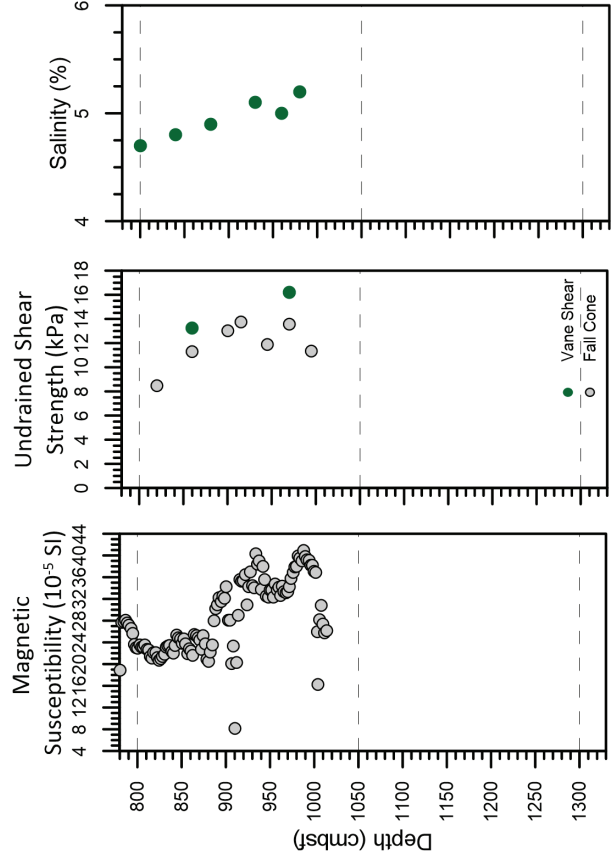 Magnetic
Susceptibility (10⁻⁵ SI)
4 8 12 16 20 24 28 32 36 40 44
Undrained Shear
Strength (kPa)
0 2 4 6 8 10 12 14 16 18
Salinity (%)
4 5 6
Vane Shear
Fall Cone
800
850
900
950
1000
1050
1100
1150
1200
1250
1300
Depth (cmbsf)